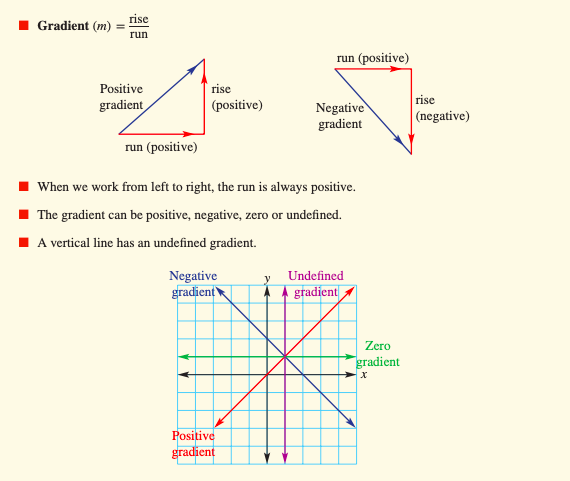 ■ Gradient (m) = rise
run
Positive
gradient
rise
(positive)
run (positive)
run (positive)
Negative
gradient
rise
(negative)
■ When we work from left to right, the run is always positive.
■ The gradient can be positive, negative, zero or undefined.
■ A vertical line has an undefined gradient.
Negative
gradient
y
Undefined
gradient
Zero
gradient
x
Positive
gradient